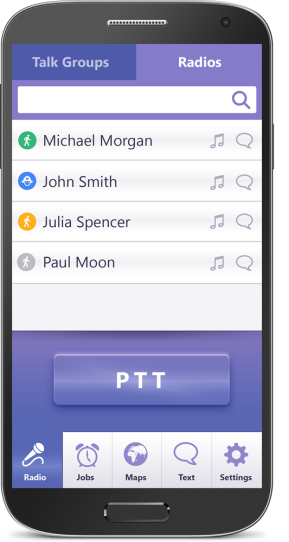 Talk Groups Radios
Michael Morgan
John Smith
Julia Spencer
Paul Moon
PTT
Radio Jobs Maps Text Settings